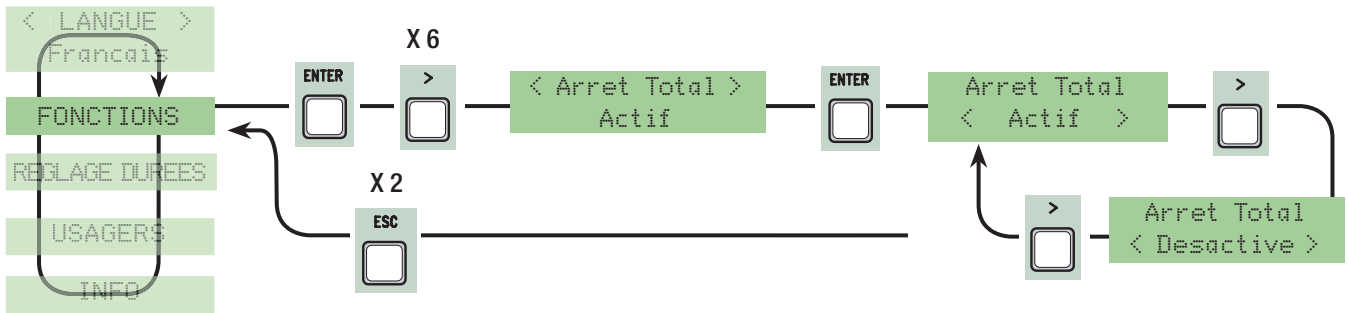 < LANGUE >
Francais
FONCTIONS
REGLAGE DUREES
USAGERS
INFO
ENTER
X 6
>
< Arret Total >
Actif
ENTER
Arret Total
< Actif >
>
X 2
ESC
>
Arret Total
< Desactive >